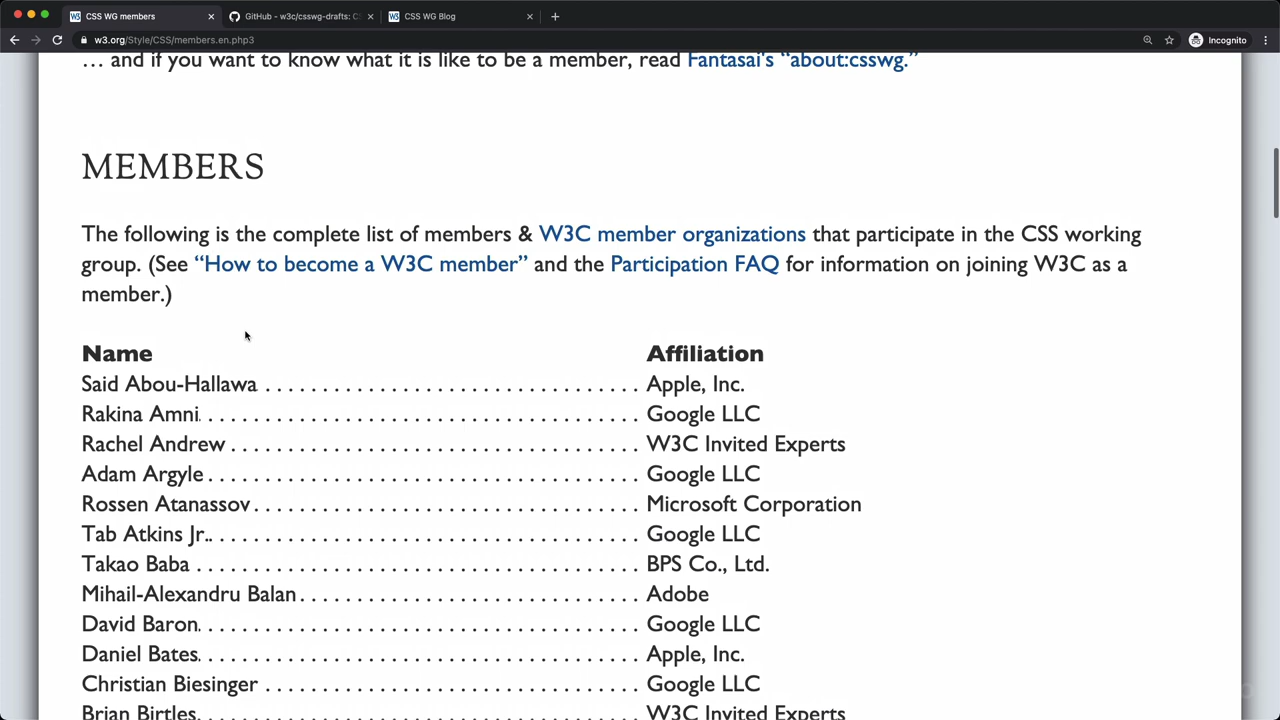 CSS WG members
GitHub - w3c/csswg-drafts: CS
CSS WG Blog
w3.org/Style/CSS/members.en.php3
Incognito
… and if you want to know what it is like to be a member, read Fantasai's “about:csswg.”
MEMBERS
The following is the complete list of members & W3C member organizations that participate in the CSS working
group. (See “How to become a W3C member” and the Participation FAQ for information on joining W3C as a
member.)
Name Affiliation
Said Abou-Hallawa . . . . . . . . . . . . . . . . . . . . . . . . . . Apple, Inc.
Rakina Amni. . . . . . . . . . . . . . . . . . . . . . . . . . . . . . Google LLC
Rachel Andrew . . . . . . . . . . . . . . . . . . . . . . . . . . . . W3C Invited Experts
Adam Argyle . . . . . . . . . . . . . . . . . . . . . . . . . . . . . . Google LLC
Rossen Atanassov . . . . . . . . . . . . . . . . . . . . . . . . . . Microsoft Corporation
Tab Atkins Jr.. . . . . . . . . . . . . . . . . . . . . . . . . . . . . . Google LLC
Takao Baba . . . . . . . . . . . . . . . . . . . . . . . . . . . . . . . BPS Co., Ltd.
Mihail-Alexandru Balan . . . . . . . . . . . . . . . . . . . . . . . Adobe
David Baron. . . . . . . . . . . . . . . . . . . . . . . . . . . . . . Google LLC
Daniel Bates. . . . . . . . . . . . . . . . . . . . . . . . . . . . . . Apple, Inc.
Christian Biesinger . . . . . . . . . . . . . . . . . . . . . . . . . . Google LLC
Brian Birtles. . . . . . . . . . . . . . . . . . . . . . . . . . . . . . W3C Invited Experts